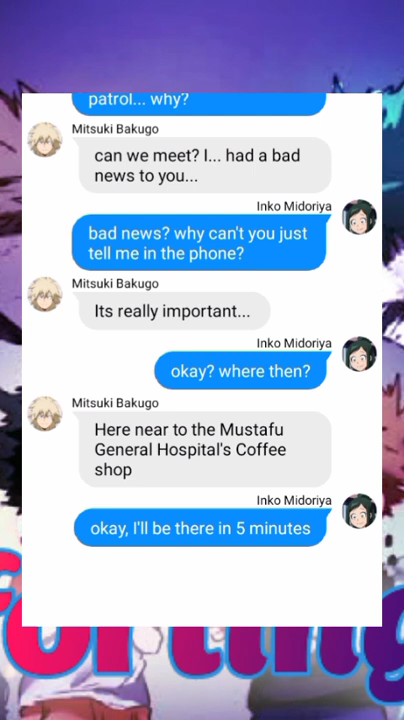 patrol... why?
Mitsuki Bakugo
can we meet? I... had a bad
news to you...
Inko Midoriya
bad news? why can't you just
tell me in the phone?
Mitsuki Bakugo
Its really important...
Inko Midoriya
okay? where then?
Mitsuki Bakugo
Here near to the Mustafu
General Hospital's Coffee
shop
Inko Midoriya
okay, I'll be there in 5 minutes